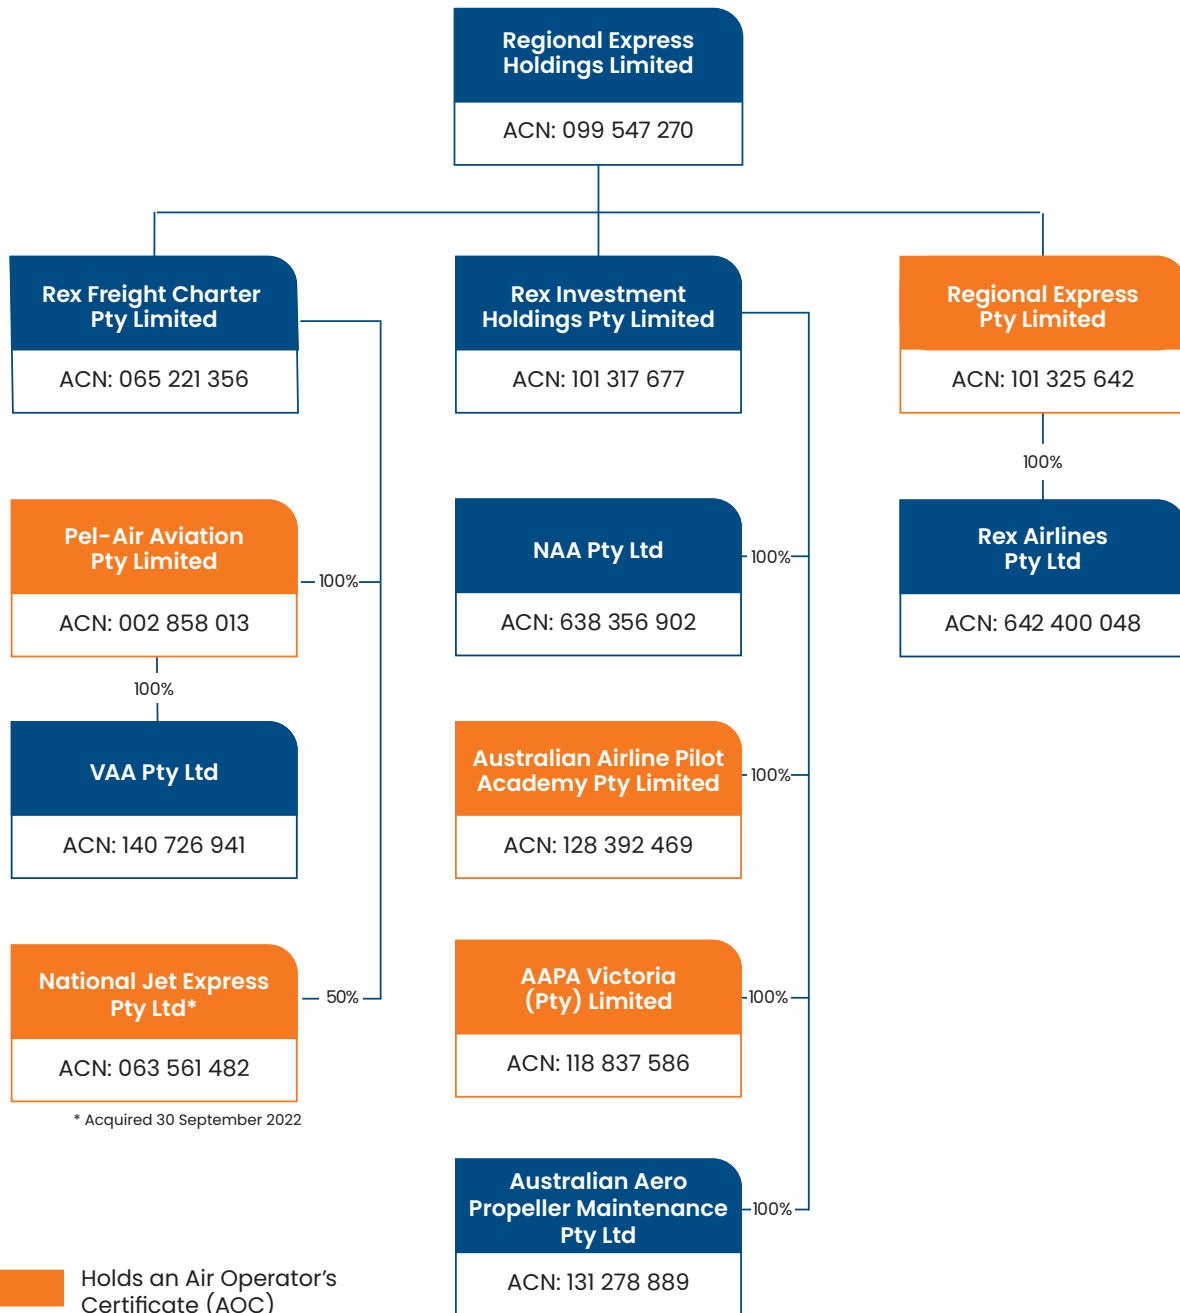 Regional Express
Holdings Limited
ACN: 099 547 270
Rex Freight Charter
Pty Limited
ACN: 065 221 356
Rex Investment
Holdings Pty Limited
ACN: 101 317 677
Regional Express
Pty Limited
ACN: 101 325 642
100%
Pel-Air Aviation
Pty Limited
ACN: 002 858 013
100%
100%
VAA Pty Ltd
ACN: 140 726 941
National Jet Express
Pty Ltd*
ACN: 063 561 482
50%
* Acquired 30 September 2022
NAA Pty Ltd
ACN: 638 356 902
100%
Australian Airline Pilot
Academy Pty Limited
ACN: 128 392 469
100%
AAPA Victoria
(Pty) Limited
ACN: 118 837 586
100%
Australian Aero
Propeller Maintenance
Pty Ltd
ACN: 131 278 889
100%
Rex Airlines
Pty Ltd
ACN: 642 400 048
Holds an Air Operator’s
Certificate (AOC)